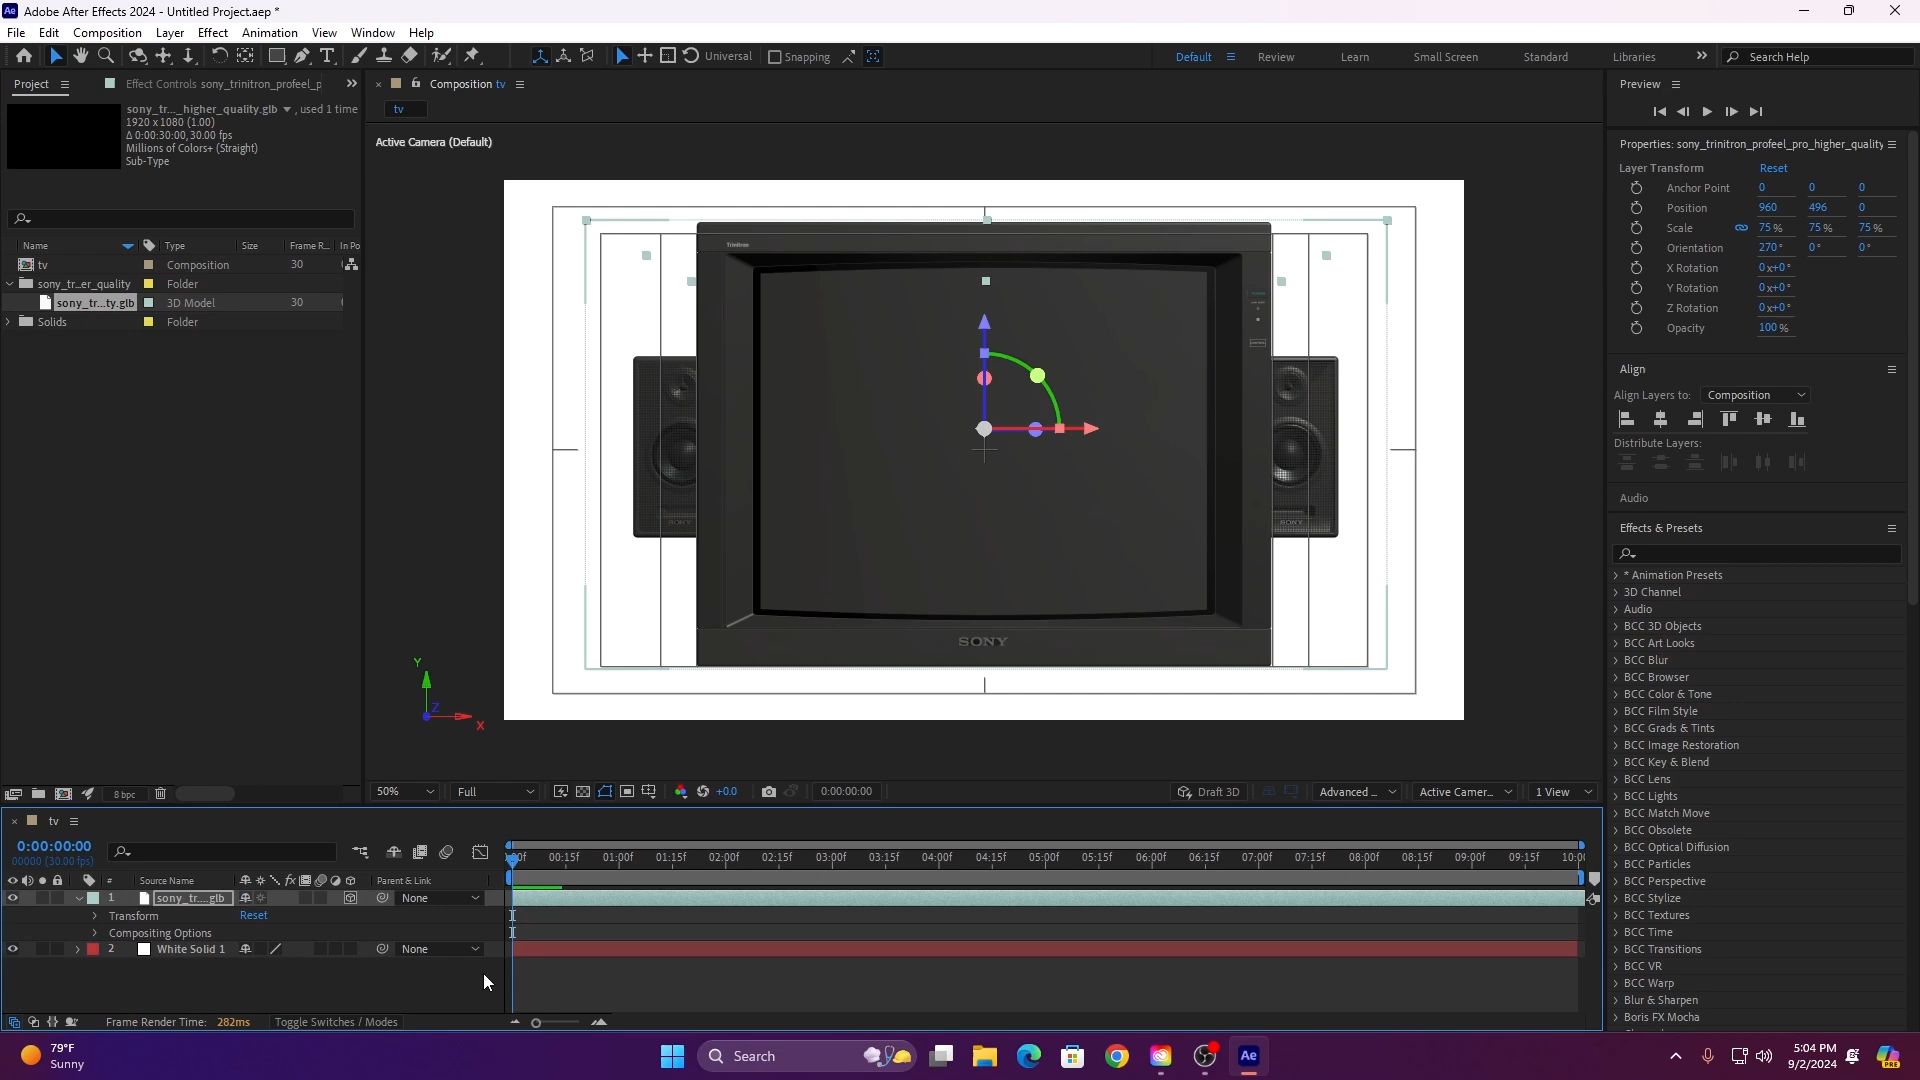 Adobe After Effects 2024 - Untitled Project.aep *
File Edit Composition Layer Effect Animation View Window Help
Universal Snapping Default Review Learn Small Screen Standard Libraries Search Help
Project Effect Controls sony_trinitron_profeel_p
sony_tr..._higher_quality.glb , used 1 time
1920 x 1080 (1.00)
Δ 0:00:30:00, 30.00 fps
Millions of Colors+ (Straight)
Sub-Type
Name Type Size Frame R... In Po
tv Composition 30
sony_tr...er_quality Folder
sony_tr...ty.glb 3D Model 30
Solids Folder
8 bpc
Composition tv
tv
Active Camera (Default)
Trinitron
SONY
SONY
SONY
Y
Z
X
50% Full +0.0 0:00:00:00 Draft 3D Advanced ... Active Camer... 1 View
Preview
Properties: sony_trinitron_profeel_pro_higher_quality
Layer Transform Reset
Anchor Point 0 0 0
Position 960 496 0
Scale 75% 75% 75%
Orientation 270° 0° 0°
X Rotation 0x+0°
Y Rotation 0x+0°
Z Rotation 0x+0°
Opacity 100%
Align
Align Layers to: Composition
Distribute Layers:
Audio
Effects & Presets
* Animation Presets
3D Channel
Audio
BCC 3D Objects
BCC Art Looks
BCC Blur
BCC Browser
BCC Color & Tone
BCC Film Style
BCC Grads & Tints
BCC Image Restoration
BCC Key & Blend
BCC Lens
BCC Lights
BCC Match Move
BCC Obsolete
BCC Optical Diffusion
BCC Particles
BCC Perspective
BCC Stylize
BCC Textures
BCC Time
BCC Transitions
BCC VR
BCC Warp
Blur & Sharpen
Boris FX Mocha
tv
0:00:00:00
00000 (30.00 fps)
00:15f 01:00f 01:15f 02:00f 02:15f 03:00f 03:15f 04:00f 04:15f 05:00f 05:15f 06:00f 06:15f 07:00f 07:15f 08:00f 08:15f 09:00f 09:15f 10:00
# Source Name Parent & Link
1 sony_tr....glb None
Transform Reset
Compositing Options
2 White Solid 1 None
Frame Render Time: 282ms Toggle Switches / Modes
79°F
Sunny
Search
Ae
5:04 PM
9/2/2024